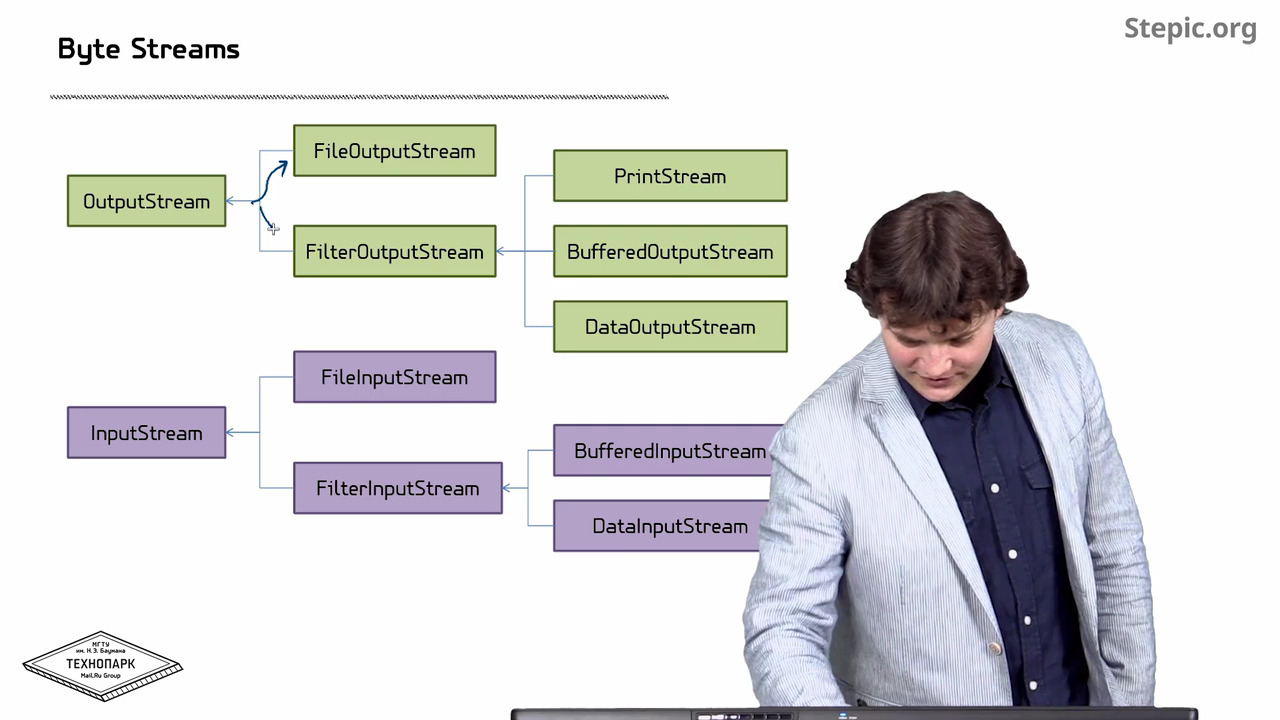 Stepic.org
Byte Streams
FileOutputStream
PrintStream
OutputStream
FilterOutputStream
BufferedOutputStream
DataOutputStream
FileInputStream
InputStream
BufferedInputStream
FilterInputStream
DataInputStream
МГТУ
им. Н.Э. Баумана
ТЕХНОПАРК
Mail.Ru Group